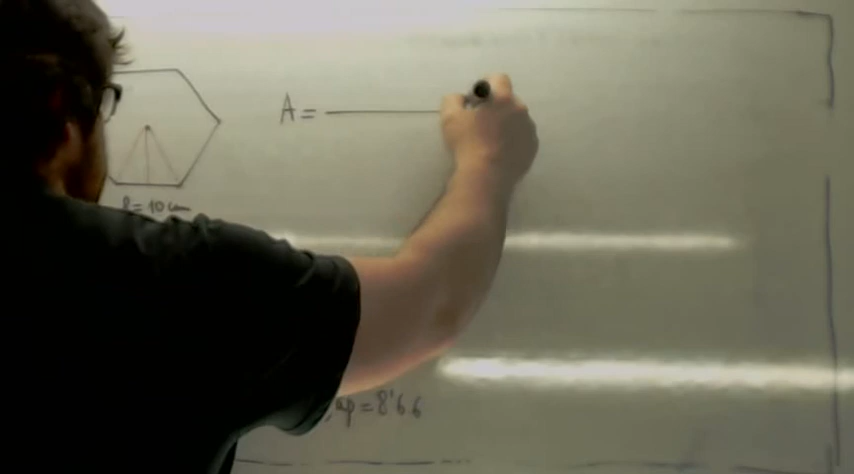 A =
l = 10 cm
, ap = 8'66